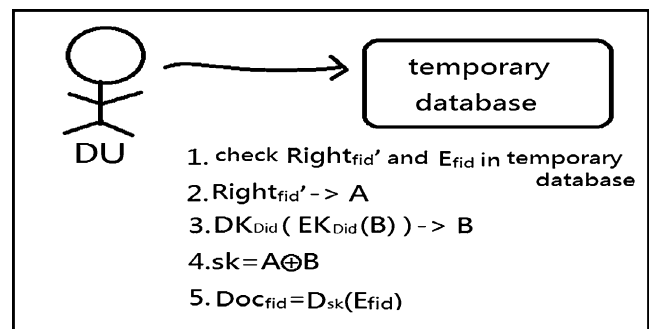 temporary
database
DU
1. check Rightfid' and Efid in temporary
database
2. Rightfid' -> A
3. DKDid ( EKDid (B) ) -> B
4. sk=A⊕B
5. Docfid=Dsk(Efid)